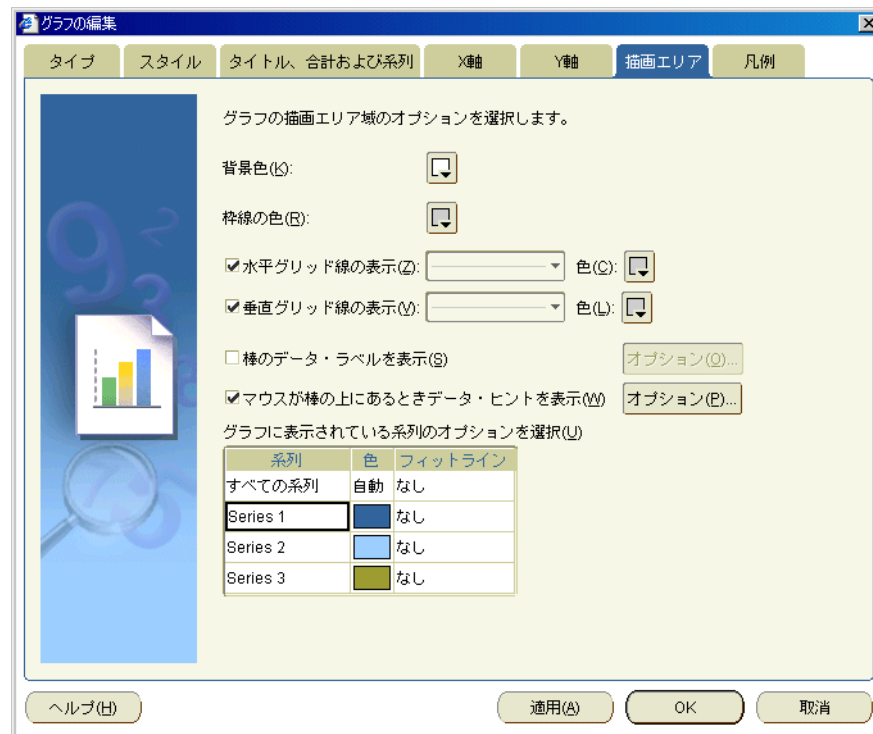 グラフの編集
タイプ スタイル タイトル、合計および系列 X軸 Y軸 描画エリア 凡例
グラフの描画エリア域のオプションを選択します。
背景色(K):
枠線の色(R):
水平グリッド線の表示(Z): 色(C):
垂直グリッド線の表示(V): 色(L):
棒のデータ・ラベルを表示(S) オプション(O)...
マウスが棒の上にあるときデータ・ヒントを表示(W) オプション(P)...
グラフに表示されている系列のオプションを選択(U)
系列 色 フィットライン
すべての系列 自動 なし
Series 1 なし
Series 2 なし
Series 3 なし
ヘルプ(H) 適用(A) OK 取消